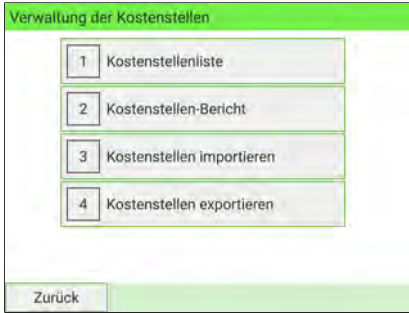 Verwaltung der Kostenstellen
1 Kostenstellenliste
2 Kostenstellen-Bericht
3 Kostenstellen importieren
4 Kostenstellen exportieren
Zurück